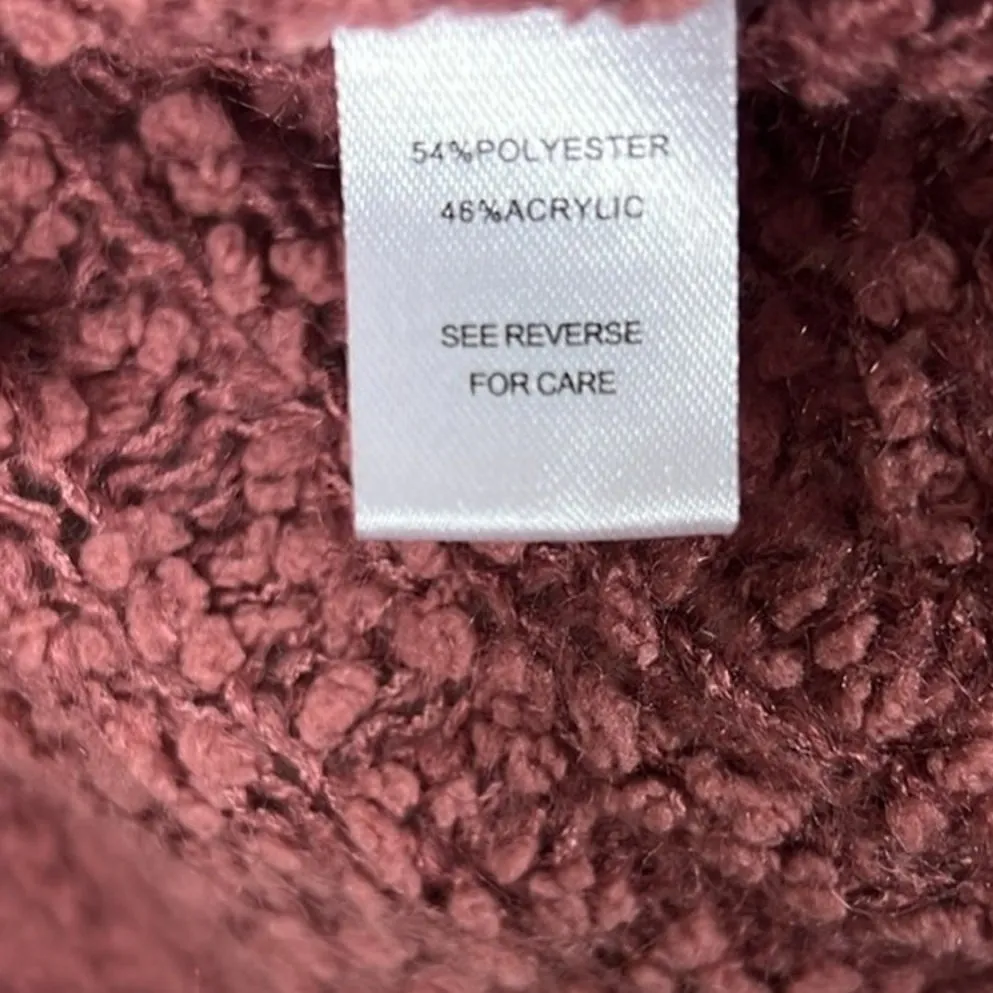 54%POLYESTER
46%ACRYLIC
SEE REVERSE
FOR CARE